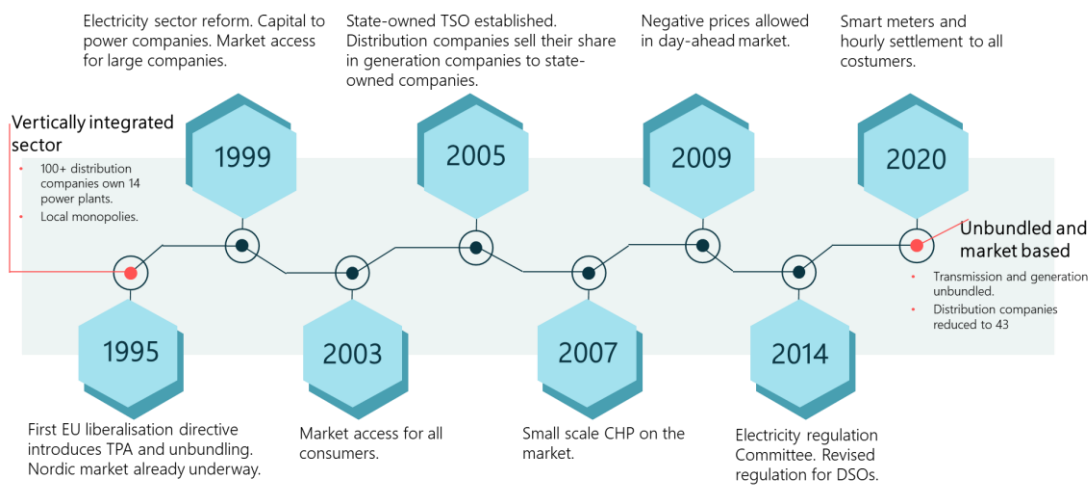 Electricity sector reform. Capital to
power companies. Market access
for large companies.
State-owned TSO established.
Distribution companies sell their share
in generation companies to state-
owned companies.
Negative prices allowed
in day-ahead market.
Smart meters and
hourly settlement to all
costumers.
Vertically integrated
sector
• 100+ distribution
companies own 14
power plants.
• Local monopolies.
1999
2005
2009
2020
Unbundled and
market based
• Transmission and generation
unbundled.
• Distribution companies
reduced to 43
1995
2003
2007
2014
First EU liberalisation directive
introduces TPA and unbundling.
Nordic market already underway.
Market access for all
consumers.
Small scale CHP on the
market.
Electricity regulation
Committee. Revised
regulation for DSOs.